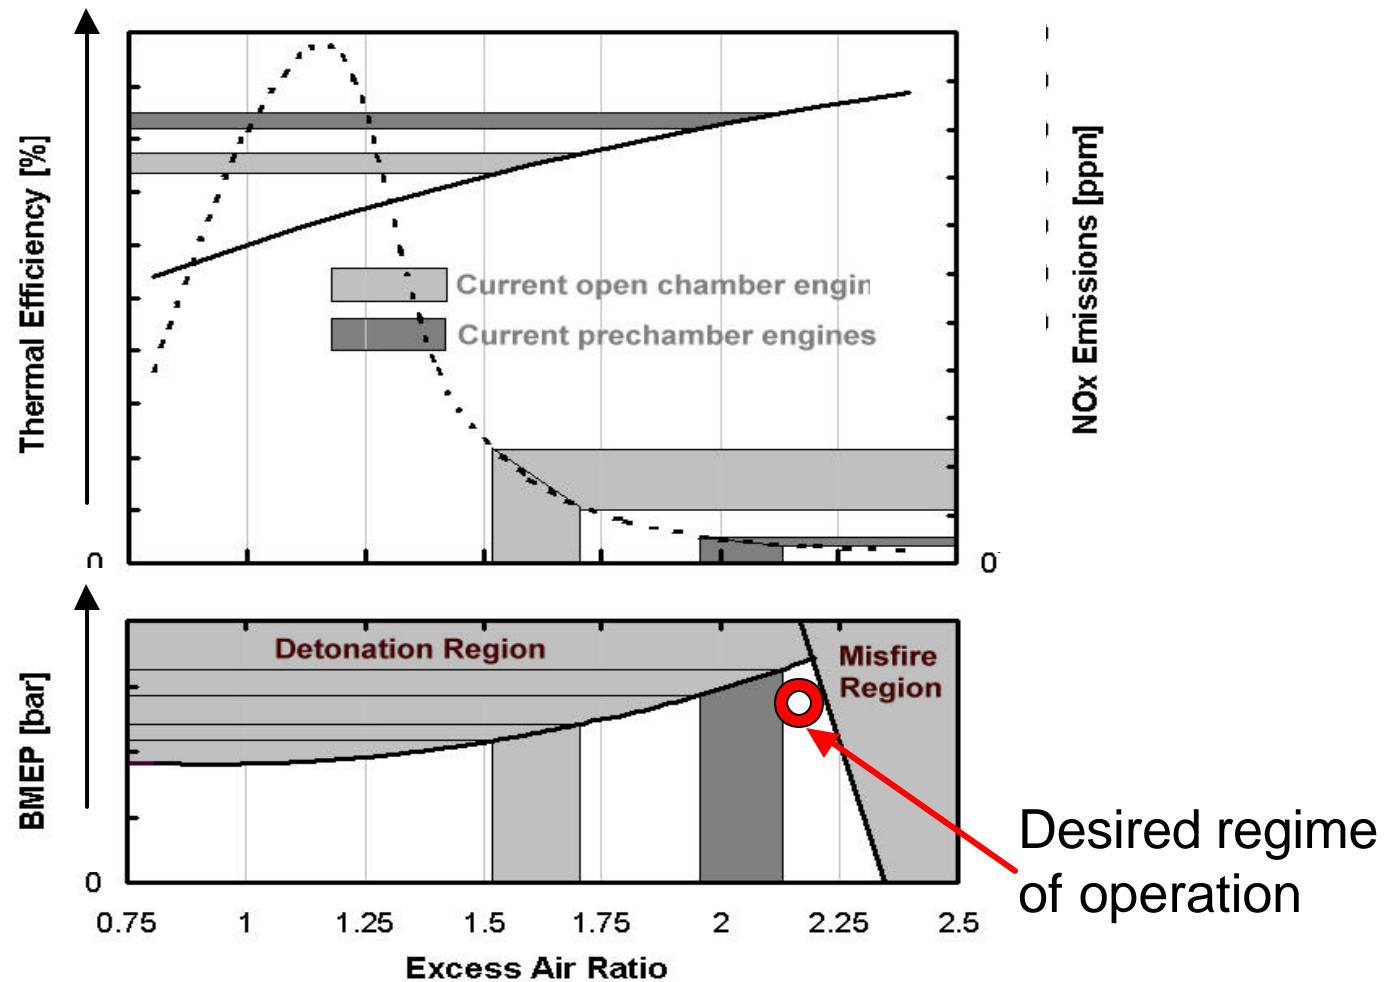 Thermal Efficiency [%]
NOx Emissions [ppm]
Current open chamber engin
Current prechamber engines
0
0
Detonation Region
Misfire
Region
BMEP [bar]
0
0.75 1 1.25 1.5 1.75 2 2.25 2.5
Excess Air Ratio
Desired regime
of operation